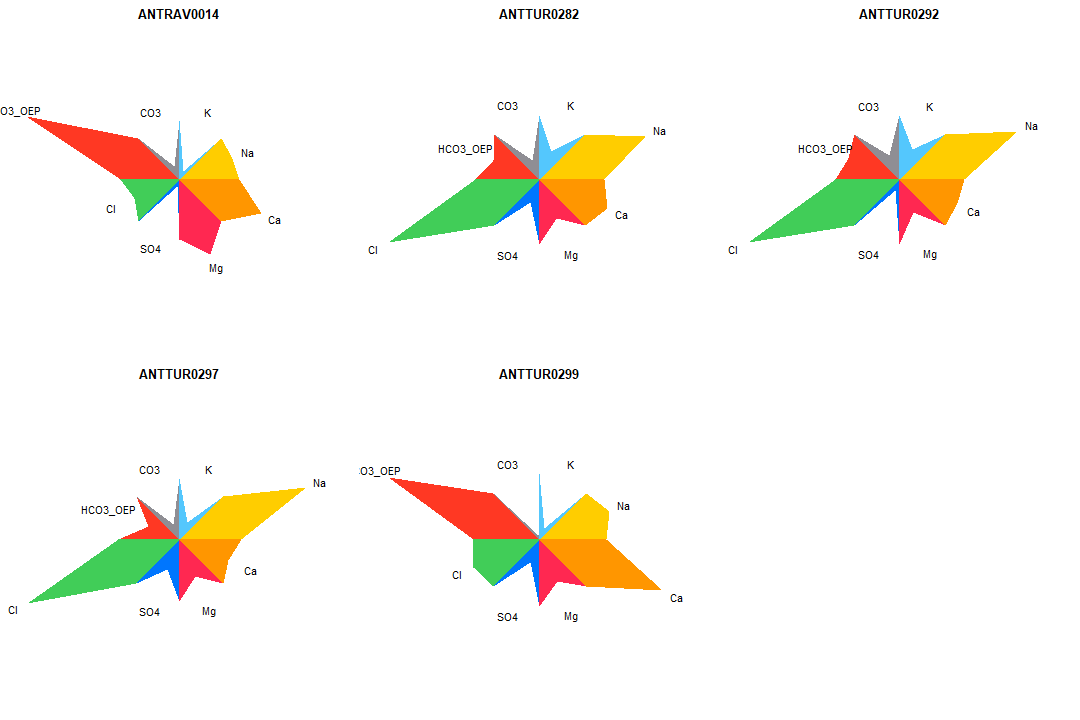 ANTRAV0014
ANTTUR0282
ANTTUR0292
O3_OEP
CO3
K
Na
Ca
Mg
SO4
Cl
CO3
K
Na
HCO3_OEP
Ca
Cl
SO4
Mg
CO3
K
Na
HCO3_OEP
Ca
Cl
SO4
Mg
ANTTUR0297
ANTTUR0299
CO3
K
Na
HCO3_OEP
Ca
Cl
SO4
Mg
CO3_OEP
CO3
K
Na
Cl
Ca
SO4
Mg